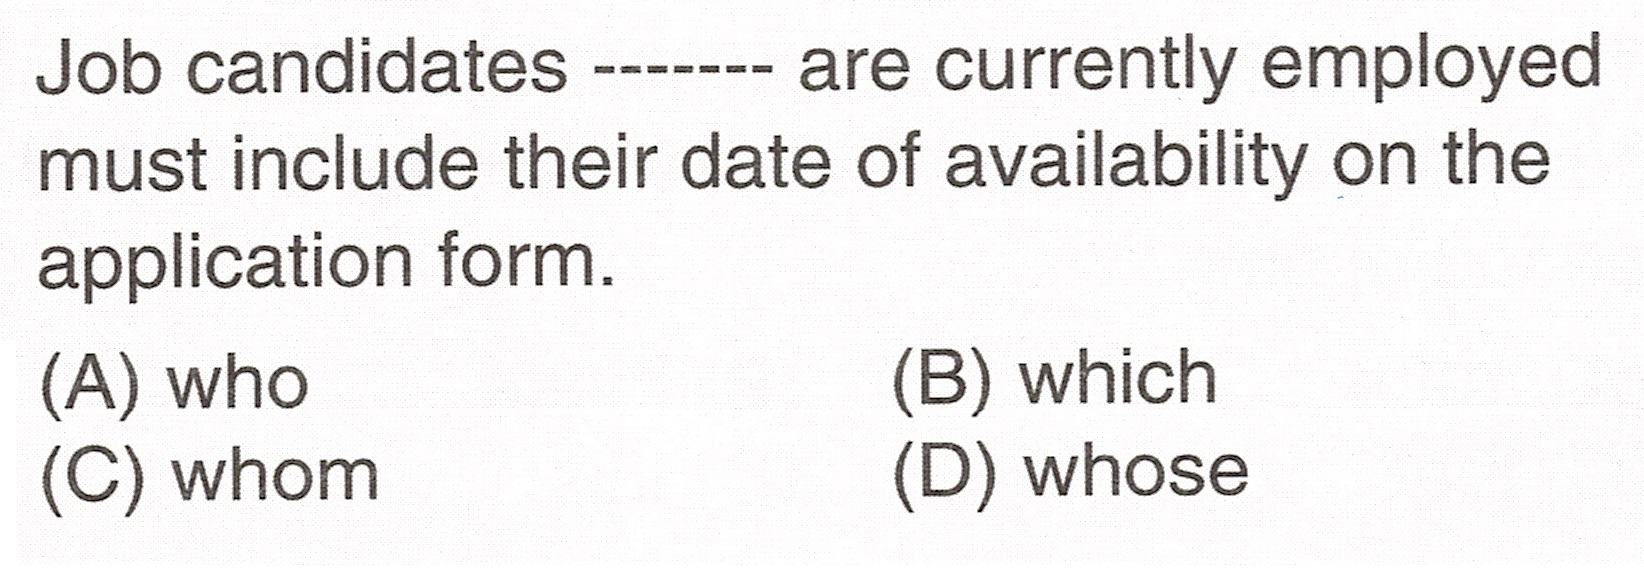 Job candidates ------- are currently employed
must include their date of availability on the
application form.
(A) who
(B) which
(C) whom
(D) whose